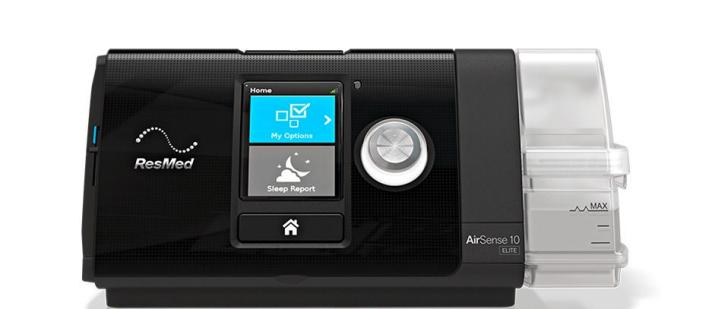 Home
My Options
ResMed
Sleep Report
MAX
AirSense 10
ELITE